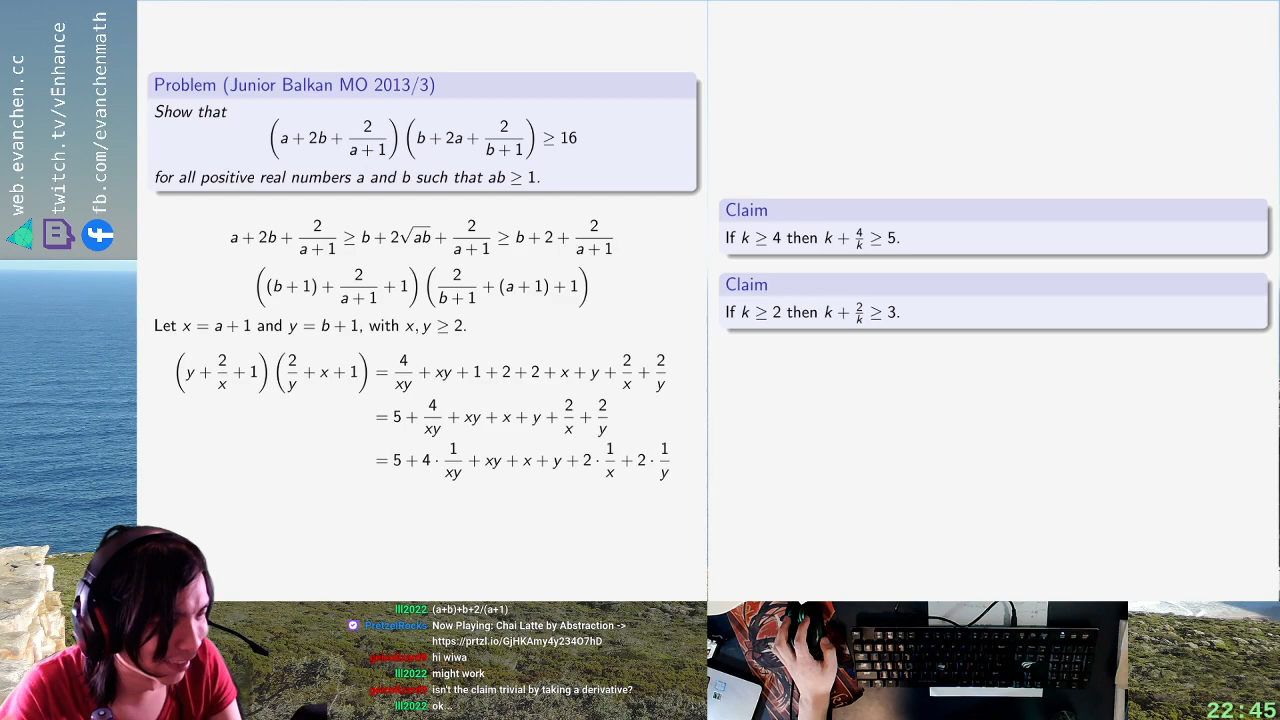 web.evanchen.cc
twitch.tv/vEnhance
fb.com/evanchenmath
Problem (Junior Balkan MO 2013/3)
Show that
(a + 2b + 2/(a+1)) (b + 2a + 2/(b+1)) ≥ 16
for all positive real numbers a and b such that ab ≥ 1.
a + 2b + 2/(a+1) ≥ b + 2√ab + 2/(a+1) ≥ b + 2 + 2/(a+1)
((b + 1) + 2/(a+1) + 1) (2/(b+1) + (a + 1) + 1)
Let x = a + 1 and y = b + 1, with x, y ≥ 2.
(y + 2/x + 1) (2/y + x + 1) = 4/xy + xy + 1 + 2 + 2 + x + y + 2/x + 2/y
= 5 + 4/xy + xy + x + y + 2/x + 2/y
= 5 + 4 · 1/xy + xy + x + y + 2 · 1/x + 2 · 1/y
Claim
If k ≥ 4 then k + 4/k ≥ 5.
Claim
If k ≥ 2 then k + 2/k ≥ 3.
lll2022 (a+b)+b+2/(a+1)
PretzelRocks Now Playing: Chai Latte by Abstraction ->
https://prtzl.io/GjHKAmy4y234O7hD
hi wiwa
lll2022 might work
isn't the claim trivial by taking a derivative?
lll2022 ok ..
22:45